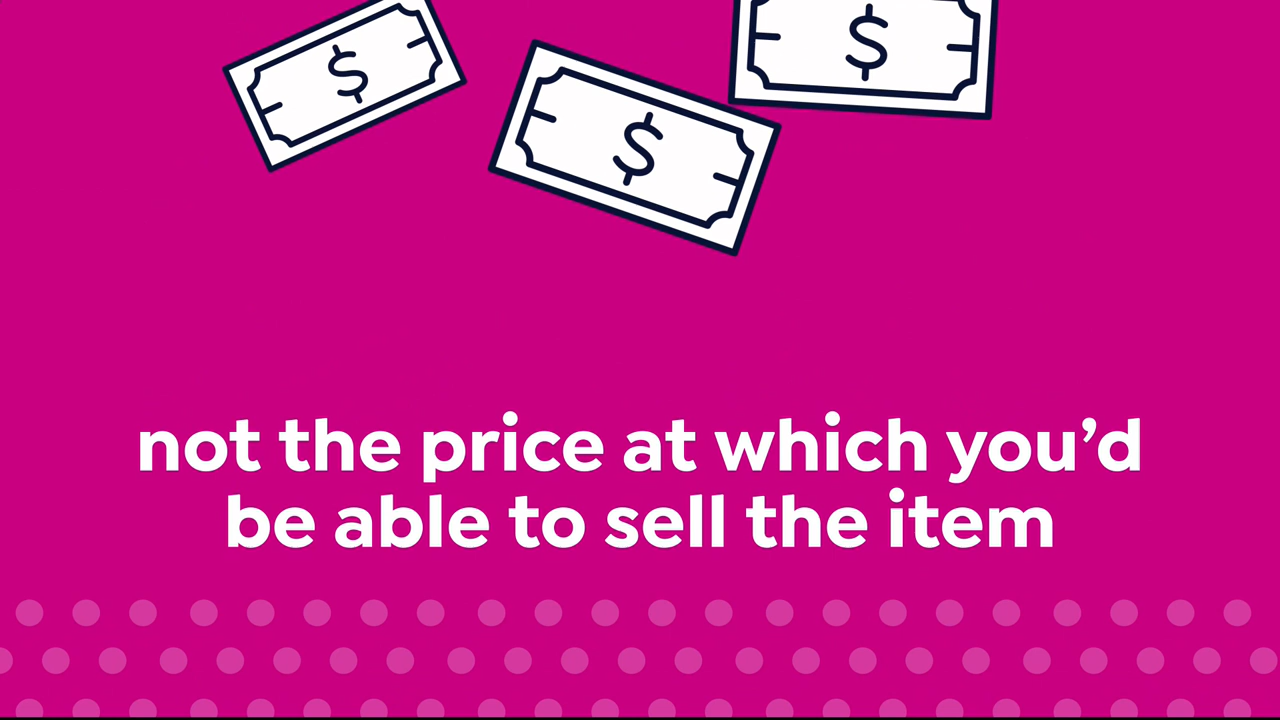 $
$
$
not the price at which you’d
be able to sell the item